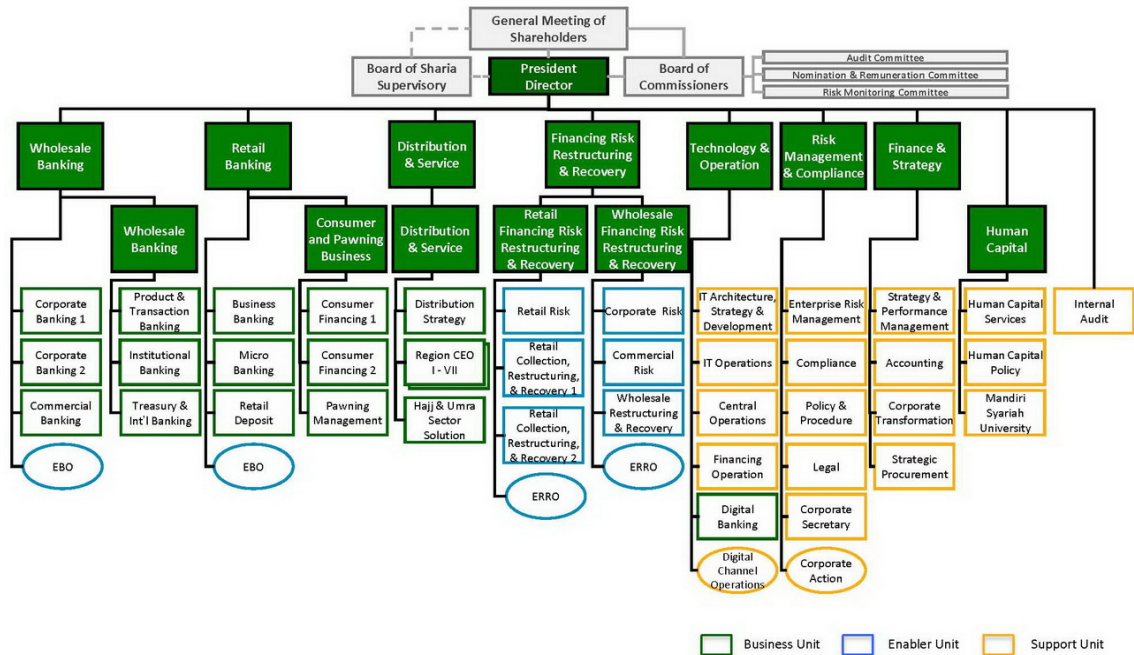 General Meeting of
Shareholders
Board of Sharia
Supervisory
President
Director
Board of
Commissioners
Audit Committee
Nomination & Remuneration Committee
Risk Monitoring Committee
Wholesale
Banking
Retail
Banking
Distribution
& Service
Financing Risk
Restructuring
& Recovery
Technology &
Operation
Risk
Management
& Compliance
Finance &
Strategy
Wholesale
Banking
Consumer
and Pawning
Business
Distribution
& Service
Retail
Financing Risk
Restructuring
& Recovery
Wholesale
Financing Risk
Restructuring
& Recovery
Human
Capital
Corporate
Banking 1
Corporate
Banking 2
Commercial
Banking
EBO
Product &
Transaction
Banking
Institutional
Banking
Treasury &
Int'l Banking
Business
Banking
Micro
Banking
Retail
Deposit
EBO
Consumer
Financing 1
Consumer
Financing 2
Pawning
Management
Distribution
Strategy
Region CEO
I - VII
Hajj & Umra
Sector
Solution
Retail Risk
Retail
Collection,
Restructuring,
& Recovery 1
Retail
Collection,
Restructuring,
& Recovery 2
ERRO
Corporate Risk
Commercial
Risk
Wholesale
Restructuring
& Recovery
ERRO
IT Architecture,
Strategy &
Development
IT Operations
Central
Operations
Financing
Operation
Digital
Banking
Digital
Channel
Operations
Enterprise Risk
Management
Compliance
Policy &
Procedure
Legal
Corporate
Secretary
Corporate
Action
Strategy &
Performance
Management
Accounting
Corporate
Transformation
Strategic
Procurement
Human Capital
Services
Human Capital
Policy
Mandiri
Syariah
University
Internal
Audit
Business Unit
Enabler Unit
Support Unit